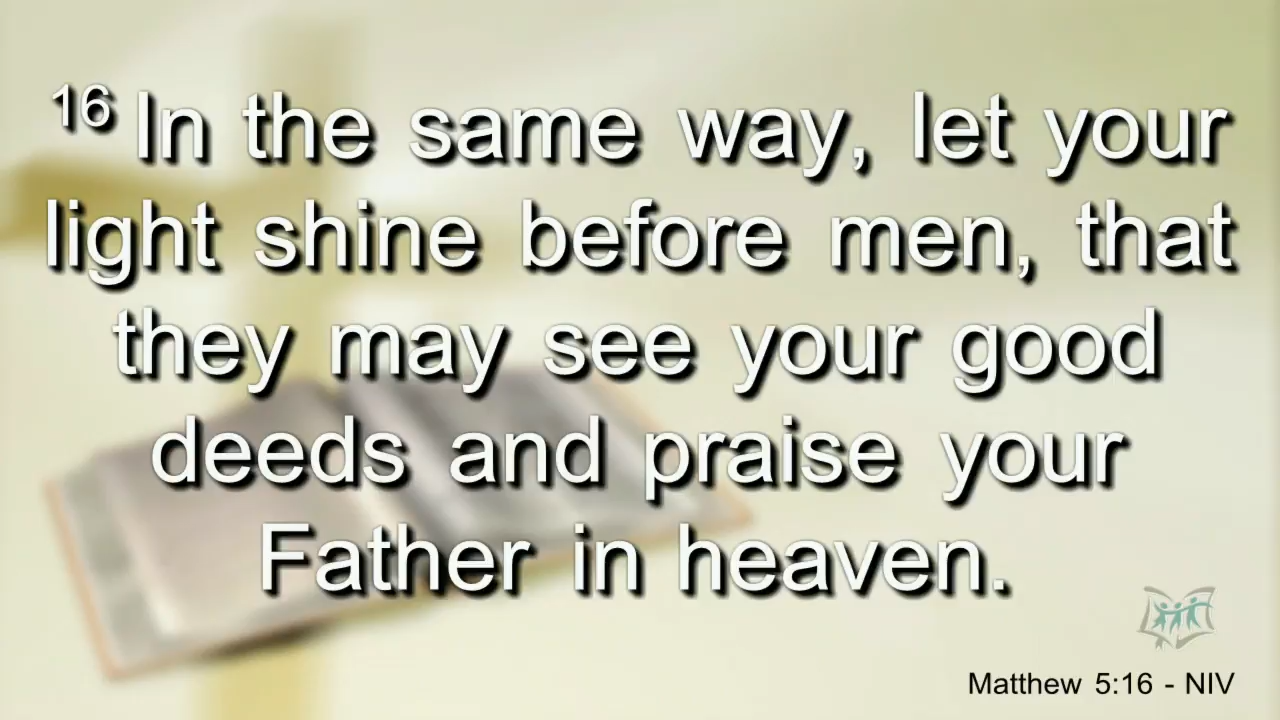 16 In the same way, let your
light shine before men, that
they may see your good
deeds and praise your
Father in heaven.
Matthew 5:16 - NIV